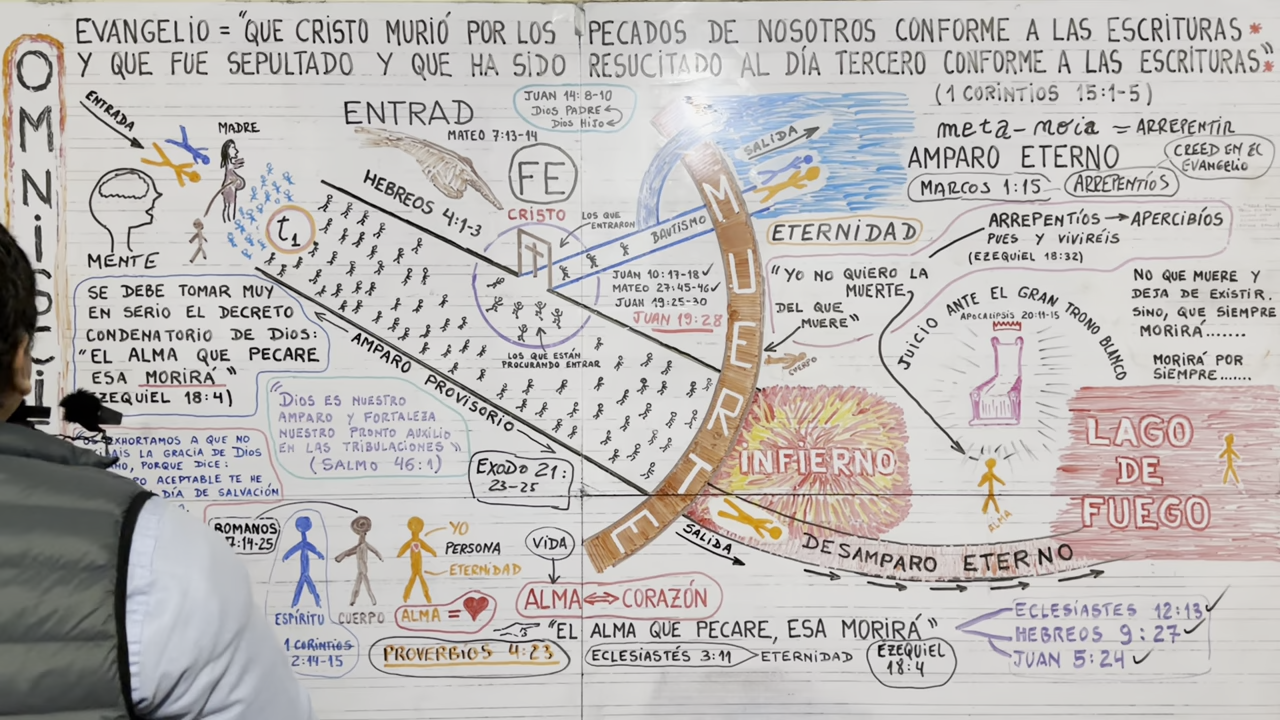 EVANGELIO = "QUE CRISTO MURIÓ POR LOS PECADOS DE NOSOTROS CONFORME A LAS ESCRITURAS*
Y QUE FUE SEPULTADO Y QUE HA SIDO RESUCITADO AL DÍA TERCERO CONFORME A LAS ESCRITURAS"*
(1 CORINTIOS 15:1-5)
OMNISCI
ENTRADA
MADRE
MENTE
t1
ENTRAD
MATEO 7:13-14
JUAN 14:8-10
DIOS PADRE
DIOS HIJO
FE
CRISTO
HEBREOS 4:1-3
LOS QUE
ENTRARON
BAUTISMO
SALIDA
JUAN 10:17-18 ✓
MATEO 27:45-46 ✓
JUAN 19:25-30
JUAN 19:28
LOS QUE ESTÁN
PROCURANDO ENTRAR
AMPARO PROVISORIO
MUERTE
meta-noia = ARREPENTIR
AMPARO ETERNO
CREED EN EL
EVANGELIO
MARCOS 1:15
ARREPENTÍOS
ETERNIDAD
ARREPENTÍOS → APERCIBÍOS
PUES Y VIVIRÉIS
(EZEQUIEL 18:32)
"YO NO QUIERO LA
MUERTE
DEL QUE
MUERE"
CUERPO
JUICIO ANTE EL GRAN TRONO BLANCO
APOCALIPSIS 20:11-15
NO QUE MUERE Y
DEJA DE EXISTIR.
SINO, QUE SIEMPRE
MORIRA.......
MORIRÁ POR
SIEMPRE.......
SE DEBE TOMAR MUY
EN SERIO EL DECRETO
CONDENATORIO DE DIOS:
"EL ALMA QUE PECARE
ESA MORIRÁ"
EZEQUIEL 18:4)
"DIOS ES NUESTRO
AMPARO Y FORTALEZA
NUESTRO PRONTO AUXILIO
EN LAS TRIBULACIONES"
(SALMO 46:1)
EXHORTAMOS A QUE NO
LA GRACIA DE DIOS
PORQUE DICE:
ACEPTABLE TE HE
DÍA DE SALVACIÓN
EXODO 21:
23-25
INFIERNO
LAGO
DE
FUEGO
ALMA
SALIDA
DESAMPARO ETERNO
ROMANOS
7:14-25
YO
PERSONA
ETERNIDAD
ESPÍRITU
CUERPO
ALMA =
VIDA
ALMA ⇔ CORAZÓN
1 CORINTIOS
2:14-15
PROVERBIOS 4:23
"EL ALMA QUE PECARE, ESA MORIRÁ"
ECLESIASTÉS 3:11
ETERNIDAD
EZEQUIEL
18:4
ECLESIASTES 12:13 ✓
HEBREOS 9:27 ✓
JUAN 5:24 ✓